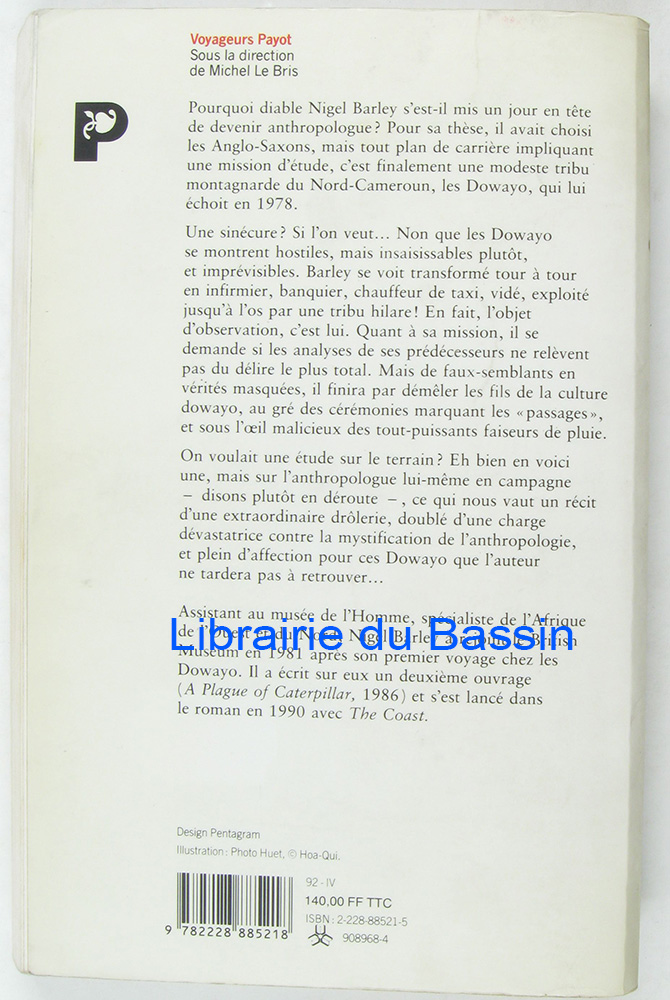 Voyageurs Payot
Sous la direction
de Michel Le Bris
P
Pourquoi diable Nigel Barley s'est-il mis un jour en tête
de devenir anthropologue ? Pour sa thèse, il avait choisi
les Anglo-Saxons, mais tout plan de carrière impliquant
une mission d'étude, c'est finalement une modeste tribu
montagnarde du Nord-Cameroun, les Dowayo, qui lui
échoit en 1978.
Une sinécure ? Si l'on veut... Non que les Dowayo
se montrent hostiles, mais insaisissables plutôt,
et imprévisibles. Barley se voit transformé tour à tour
en infirmier, banquier, chauffeur de taxi, vidé, exploité
jusqu'à l'os par une tribu hilare ! En fait, l'objet
d'observation, c'est lui. Quant à sa mission, il se
demande si les analyses de ses prédécesseurs ne relèvent
pas du délire le plus total. Mais de faux-semblants en
vérités masquées, il finira par démêler les fils de la culture
dowayo, au gré des cérémonies marquant les « passages »,
et sous l'œil malicieux des tout-puissants faiseurs de pluie.
On voulait une étude sur le terrain ? Eh bien en voici
une, mais sur l'anthropologue lui-même en campagne
– disons plutôt en déroute –, ce qui nous vaut un récit
d'une extraordinaire drôlerie, doublé d'une charge
dévastatrice contre la mystification de l'anthropologie,
et plein d'affection pour ces Dowayo que l'auteur
ne tardera pas à retrouver...
Assistant au musée de l'Homme, spécialiste de l'Afrique
de l'Ouest et du Nord, Nigel Barley a rejoint le British
Librairie du Bassin
Museum en 1981 après son premier voyage chez les
Dowayo. Il a écrit sur eux un deuxième ouvrage
(A Plague of Caterpillar, 1986) et s'est lancé dans
le roman en 1990 avec The Coast.
Design Pentagram
Illustration : Photo Huet, © Hoa-Qui.
92 - IV
140,00 FF TTC
ISBN : 2-228-88521-5
908968-4
9 782228 885218